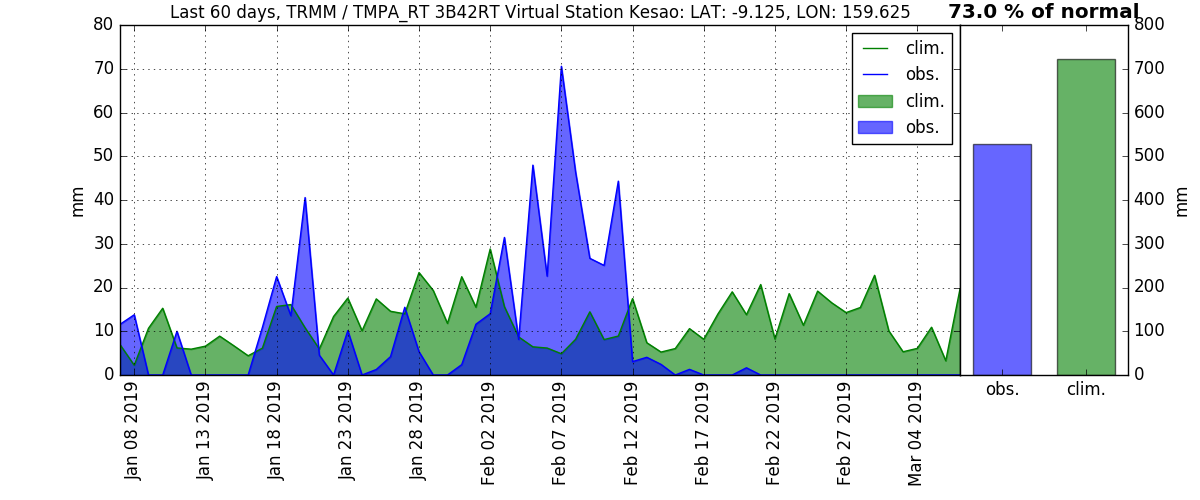 Last 60 days, TRMM / TMPA_RT 3B42RT Virtual Station Kesao: LAT: -9.125, LON: 159.625
73.0 % of normal
80
70
60
50
40
30
20
10
0
mm
clim.
obs.
clim.
obs.
Jan 08 2019
Jan 13 2019
Jan 18 2019
Jan 23 2019
Jan 28 2019
Feb 02 2019
Feb 07 2019
Feb 12 2019
Feb 17 2019
Feb 22 2019
Feb 27 2019
Mar 04 2019
800
700
600
500
400
300
200
100
0
mm
obs.
clim.